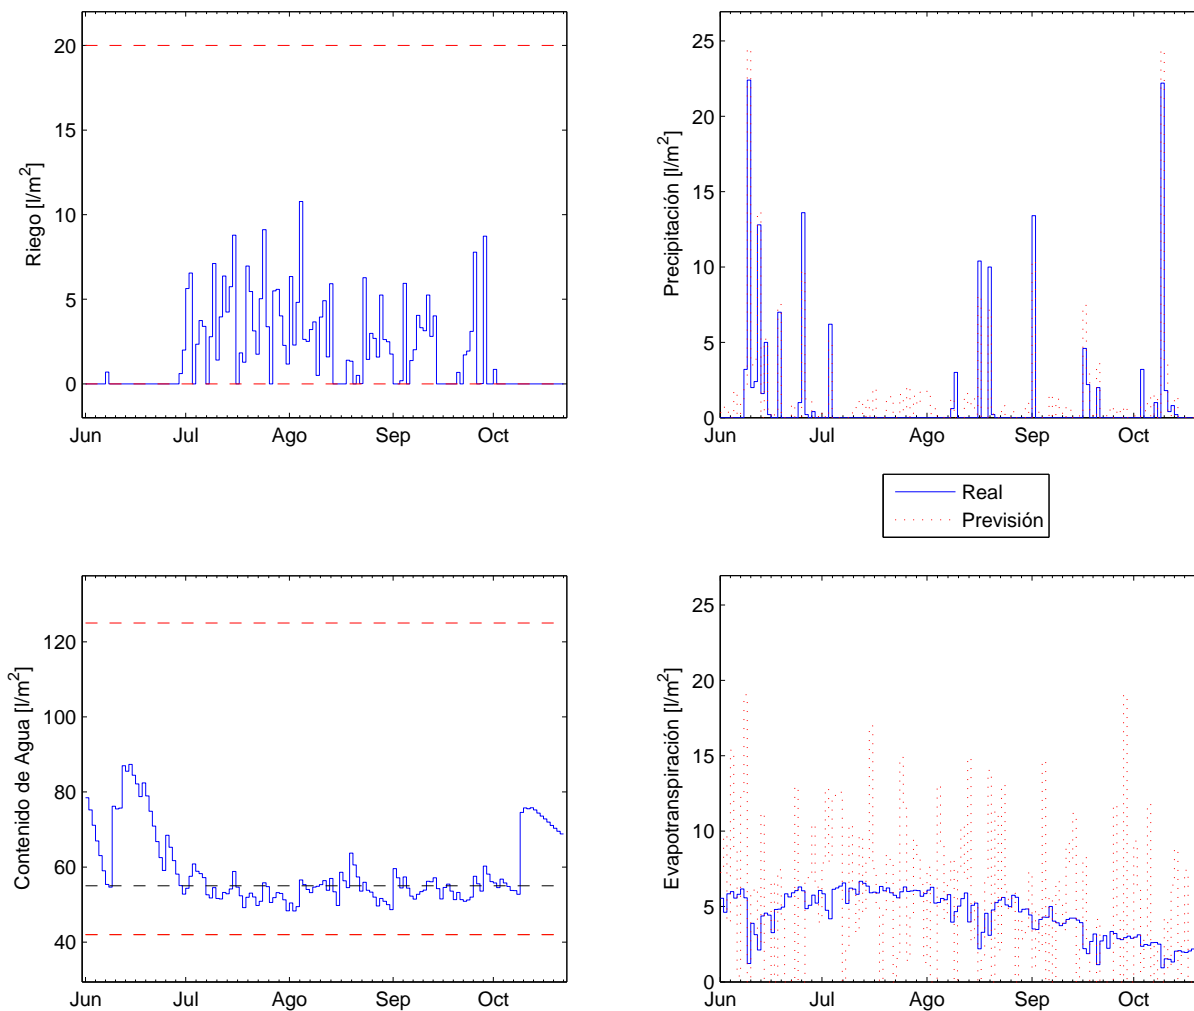 20
15
10
5
0
Riego [l/m²]
Jun Jul Ago Sep Oct
25
20
15
10
5
0
Precipitación [l/m²]
Jun Jul Ago Sep Oct
Real
Previsión
120
100
80
60
40
Contenido de Agua [l/m²]
Jun Jul Ago Sep Oct
25
20
15
10
5
0
Evapotranspiración [l/m²]
Jun Jul Ago Sep Oct